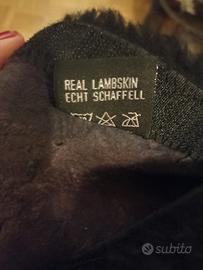 REAL LAMBSKIN
ECHT SCHAFFELL
subito